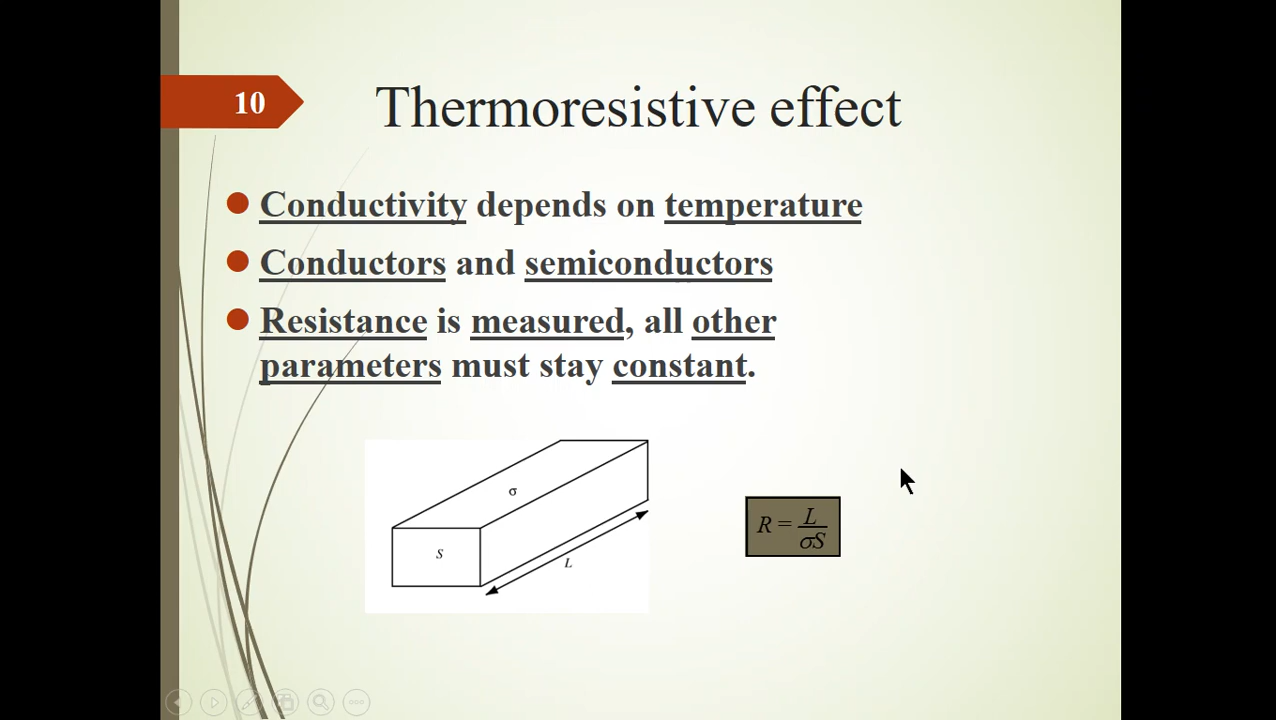 10
Thermoresistive effect
Conductivity depends on temperature
Conductors and semiconductors
Resistance is measured, all other
parameters must stay constant.
σ
S
L
R = L
σS